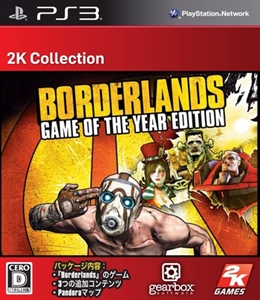 PS3
PlayStation.Network
2K Collection
BORDERLANDS
GAME OF THE YEAR EDITION
パッケージ内容:
・「Borderlands」のゲーム
・3つの追加コンテンツ
・Pandoraマップ
CERO
D
gearbox
software
2K
GAMES